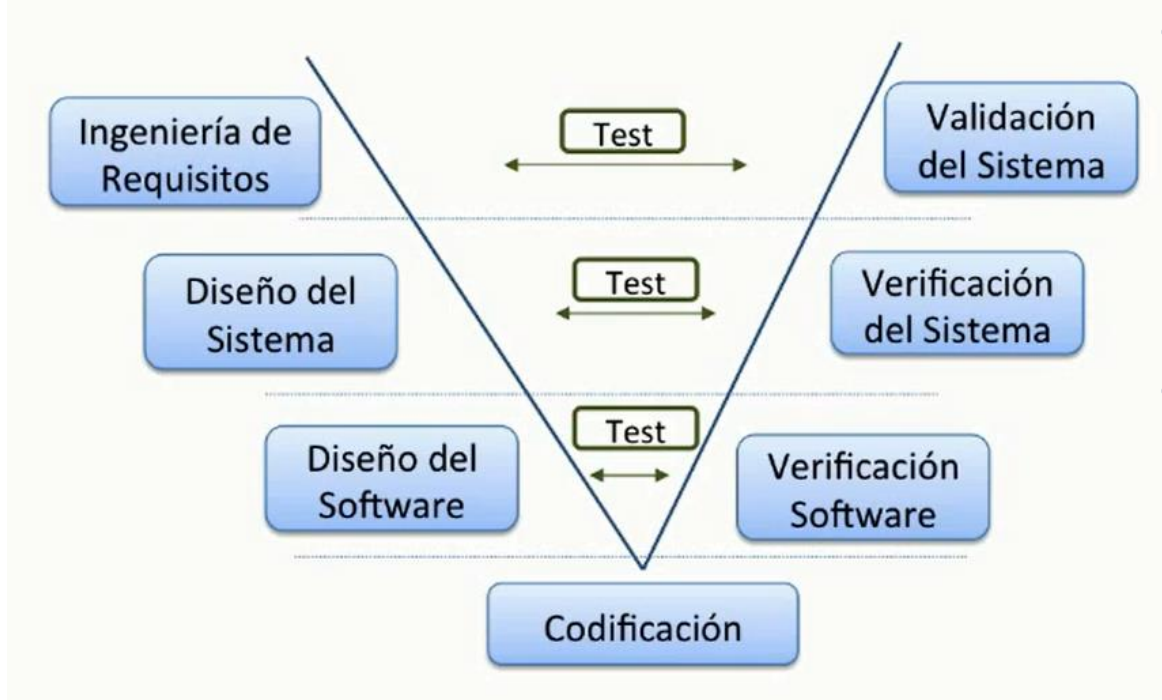 Ingeniería de
Requisitos
Test
Validación
del Sistema
Diseño del
Sistema
Test
Verificación
del Sistema
Diseño del
Software
Test
Verificación
Software
Codificación